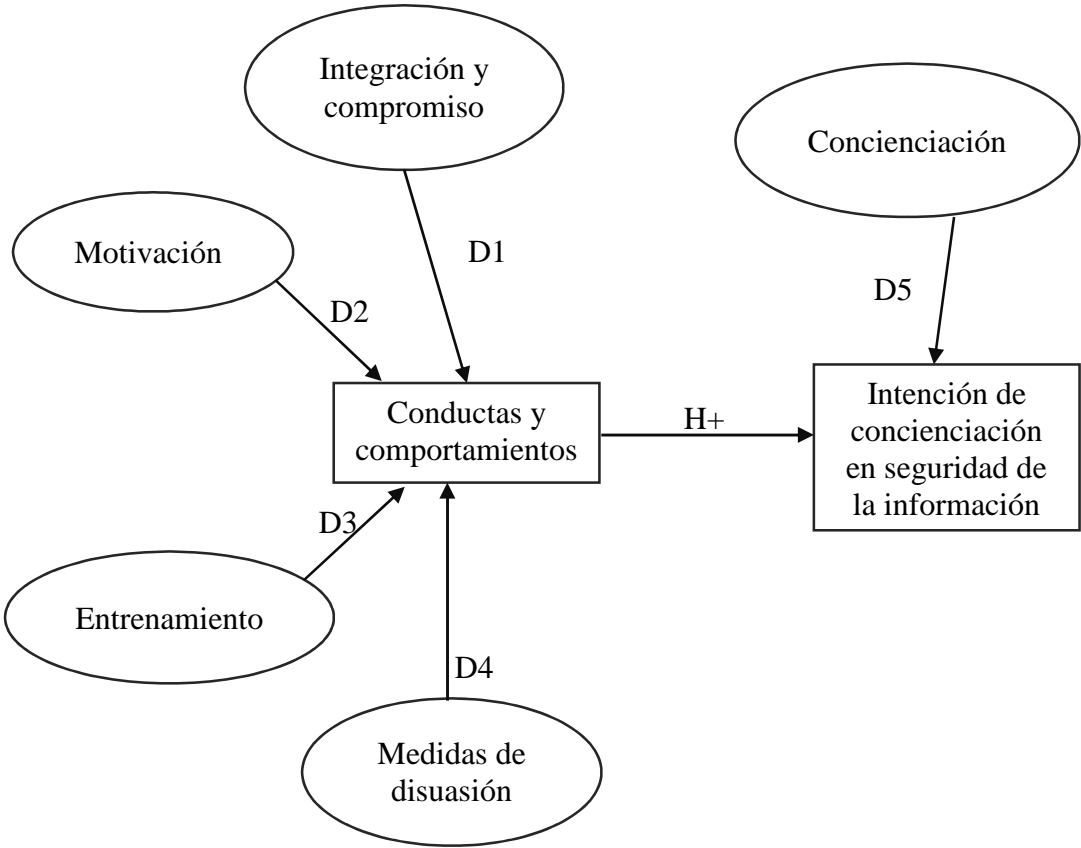 Integración y
compromiso
Concienciación
Motivación
D1
D2
D5
Conductas y
comportamientos
H+
Intención de
concienciación
en seguridad de
la información
D3
Entrenamiento
D4
Medidas de
disuasión